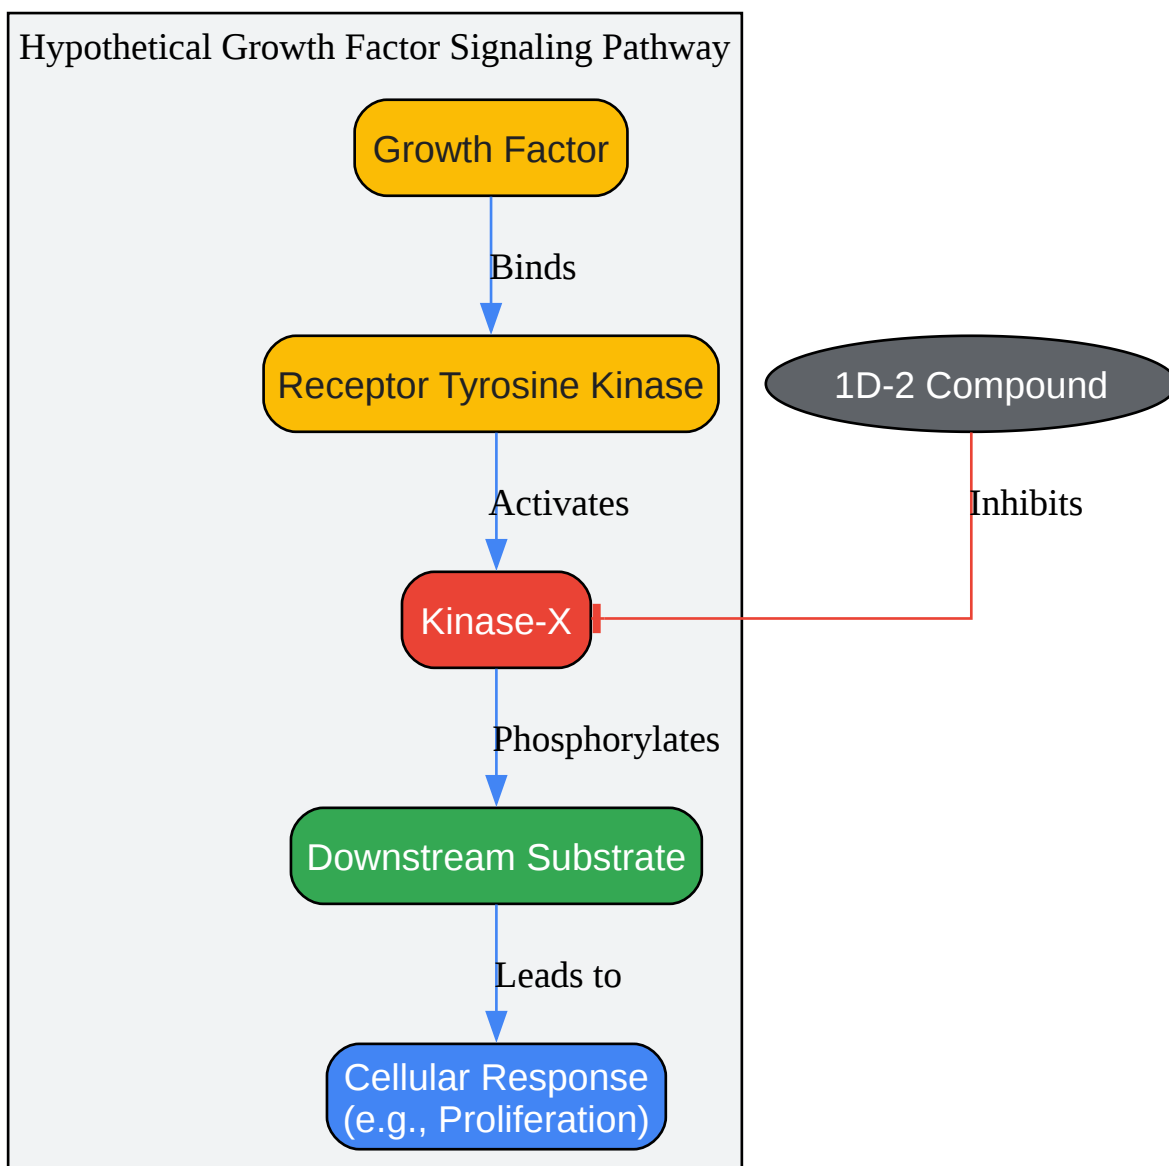 Hypothetical Growth Factor Signaling Pathway
Growth Factor
Binds
Receptor Tyrosine Kinase
1D-2 Compound
Activates
Inhibits
Kinase-X
Phosphorylates
Downstream Substrate
Leads to
Cellular Response
(e.g., Proliferation)